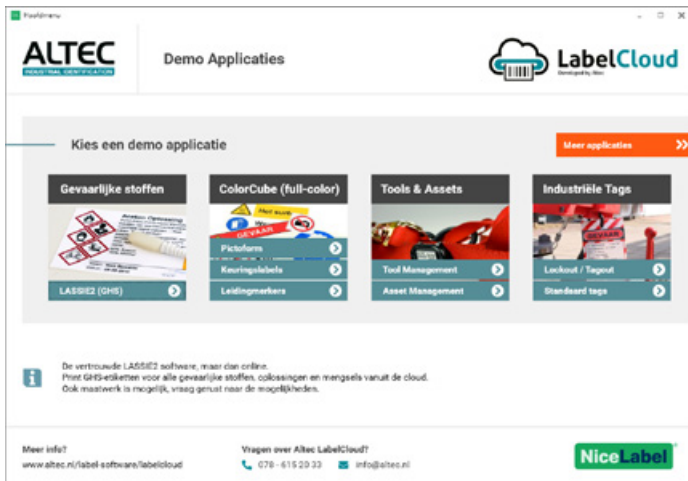 Hoofdmenu
ALTEC
INDUSTRIAL IDENTIFICATION
Demo Applicaties
LabelCloud
Developed by Altec
Kies een demo applicatie
Meer applicaties
Gevaarlijke stoffen
LASSIE2 (GHS)
ColorCube (full-color)
GEVAAR
Pictoform
Keuringslabels
Leidingmarkers
Tools & Assets
Tool Management
Asset Management
Industriële Tags
GEVAAR
Lockout / Tagout
Standaard tags
De vertrouwde LASSIE2 software, maar dan online.
Print GHS-etiketten voor alle gevaarlijke stoffen, oplossingen en mengsels vanuit de cloud.
Ook maatwerk is mogelijk, vraag gerust naar de mogelijkheden.
Meer info?
www.altec.nl/label-software/labelcloud
Vragen over Altec LabelCloud?
078 - 615 20 33
info@altec.nl
NiceLabel